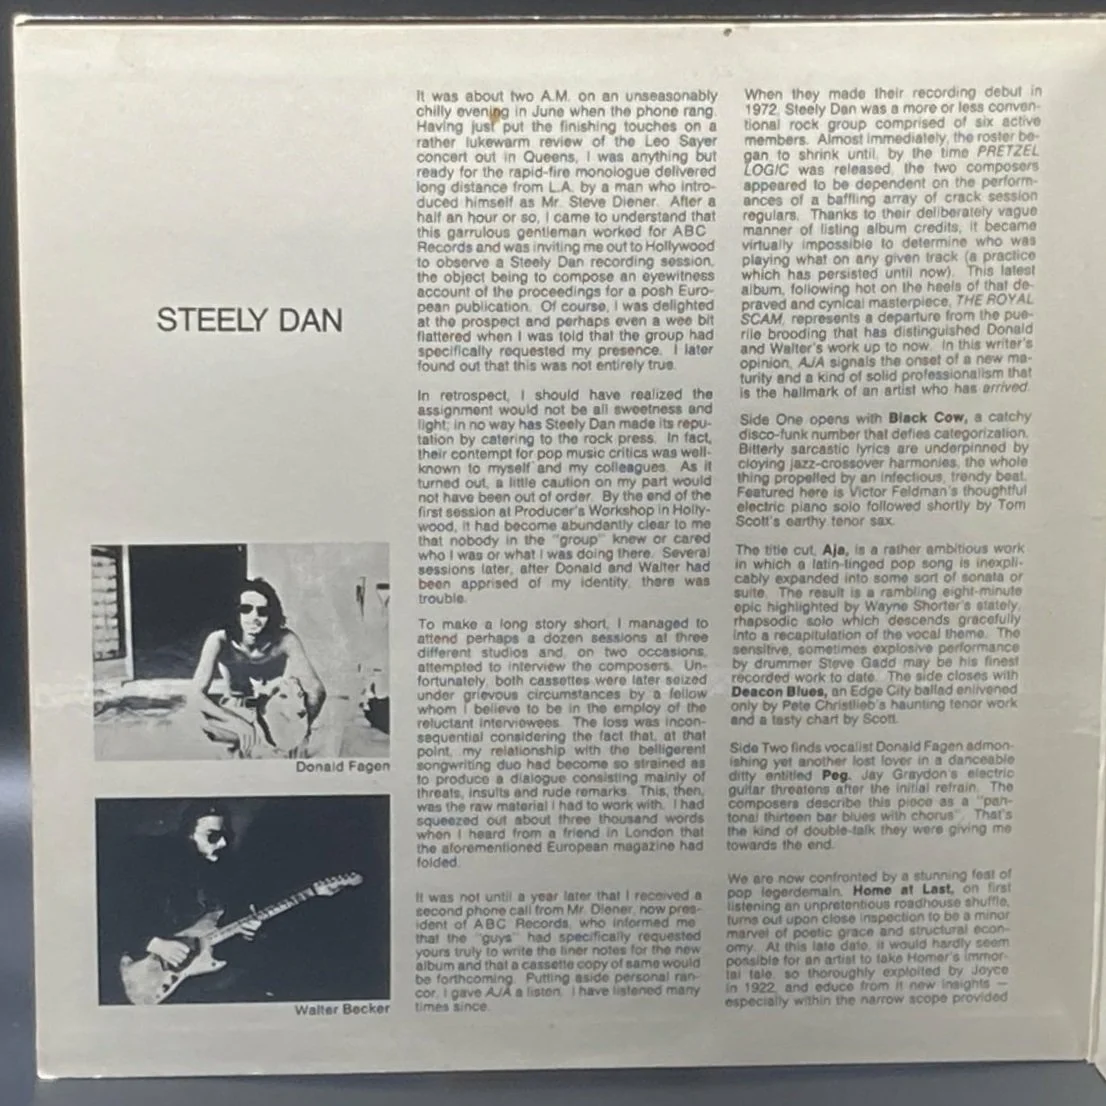 STEELY DAN
Donald Fagen
Walter Becker
It was about two A.M. on an unseasonably
chilly evening in June when the phone rang.
Having just put the finishing touches on a
rather lukewarm review of the Leo Sayer
concert out in Queens, I was anything but
ready for the rapid-fire monologue delivered
long distance from L.A. by a man who intro-
duced himself as Mr. Steve Diener. After a
half an hour or so, I came to understand that
this garrulous gentleman worked for ABC
Records and was inviting me out to Hollywood
to observe a Steely Dan recording session,
the object being to compose an eyewitness
account of the proceedings for a posh Euro-
pean publication. Of course, I was delighted
at the prospect and perhaps even a wee bit
flattered when I was told that the group had
specifically requested my presence. I later
found out that this was not entirely true.
In retrospect, I should have realized the
assignment would not be all sweetness and
light; in no way has Steely Dan made its repu-
tation by catering to the rock press. In fact,
their contempt for pop music critics was well-
known to myself and my colleagues. As it
turned out, a little caution on my part would
not have been out of order. By the end of the
first session at Producer's Workshop in Holly-
wood, it had become abundantly clear to me
that nobody in the "group" knew or cared
who I was or what I was doing there. Several
sessions later, after Donald and Walter had
been apprised of my identity, there was
trouble.
To make a long story short, I managed to
attend perhaps a dozen sessions at three
different studios and, on two occasions,
attempted to interview the composers. Un-
fortunately, both cassettes were later seized
under grievous circumstances by a fellow
whom I believe to be in the employ of the
reluctant interviewees. The loss was incon-
sequential considering the fact that, at that
point, my relationship with the belligerent
songwriting duo had become so strained as
to produce a dialogue consisting mainly of
threats, insults and rude remarks. This, then,
was the raw material I had to work with. I had
squeezed out about three thousand words
when I heard from a friend in London that
the aforementioned European magazine had
folded.
It was not until a year later that I received a
second phone call from Mr. Diener, now pres-
ident of ABC Records, who informed me
that the "guys" had specifically requested
yours truly to write the liner notes for the new
album and that a cassette copy of same would
be forthcoming. Putting aside personal ran-
cor, I gave AJA a listen. I have listened many
times since.
When they made their recording debut in
1972, Steely Dan was a more or less conven-
tional rock group comprised of six active
members. Almost immediately, the roster be-
gan to shrink until, by the time PRETZEL
LOGIC was released, the two composers
appeared to be dependent on the perform-
ances of a baffling array of crack session
regulars. Thanks to their deliberately vague
manner of listing album credits, it became
virtually impossible to determine who was
playing what on any given track (a practice
which has persisted until now). This latest
album, following hot on the heels of that de-
praved and cynical masterpiece, THE ROYAL
SCAM, represents a departure from the pue-
rile brooding that has distinguished Donald
and Walter's work up to now. In this writer's
opinion, AJA signals the onset of a new ma-
turity and a kind of solid professionalism that
is the hallmark of an artist who has arrived.
Side One opens with Black Cow, a catchy
disco-funk number that defies categorization.
Bitterly sarcastic lyrics are underpinned by
cloying jazz-crossover harmonies, the whole
thing propelled by an infectious, trendy beat.
Featured here is Victor Feldman's thoughtful
electric piano solo followed shortly by Tom
Scott's earthy tenor sax.
The title cut, Aja, is a rather ambitious work
in which a latin-tinged pop song is inexpli-
cably expanded into some sort of sonata or
suite. The result is a rambling eight-minute
epic highlighted by Wayne Shorter's stately,
rhapsodic solo which descends gracefully
into a recapitulation of the vocal theme. The
sensitive, sometimes explosive performance
by drummer Steve Gadd may be his finest
recorded work to date. The side closes with
Deacon Blues, an Edge City ballad enlivened
only by Pete Christlieb's haunting tenor work
and a tasty chart by Scott.
Side Two finds vocalist Donald Fagen admon-
ishing yet another lost lover in a danceable
ditty entitled Peg. Jay Graydon's electric
guitar threatens after the initial refrain. The
composers describe this piece as a "pan-
tonal thirteen bar blues with chorus". That's
the kind of double-talk they were giving me
towards the end.
We are now confronted by a stunning feat of
pop legerdemain. Home at Last, on first
listening an unpretentious roadhouse shuffle,
turns out upon close inspection to be a minor
marvel of poetic grace and structural econ-
omy. At this late date, it would hardly seem
possible for an artist to take Homer's immor-
tal tale, so thoroughly exploited by Joyce
in 1922, and educe from it new insights —
especially within the narrow scope provided